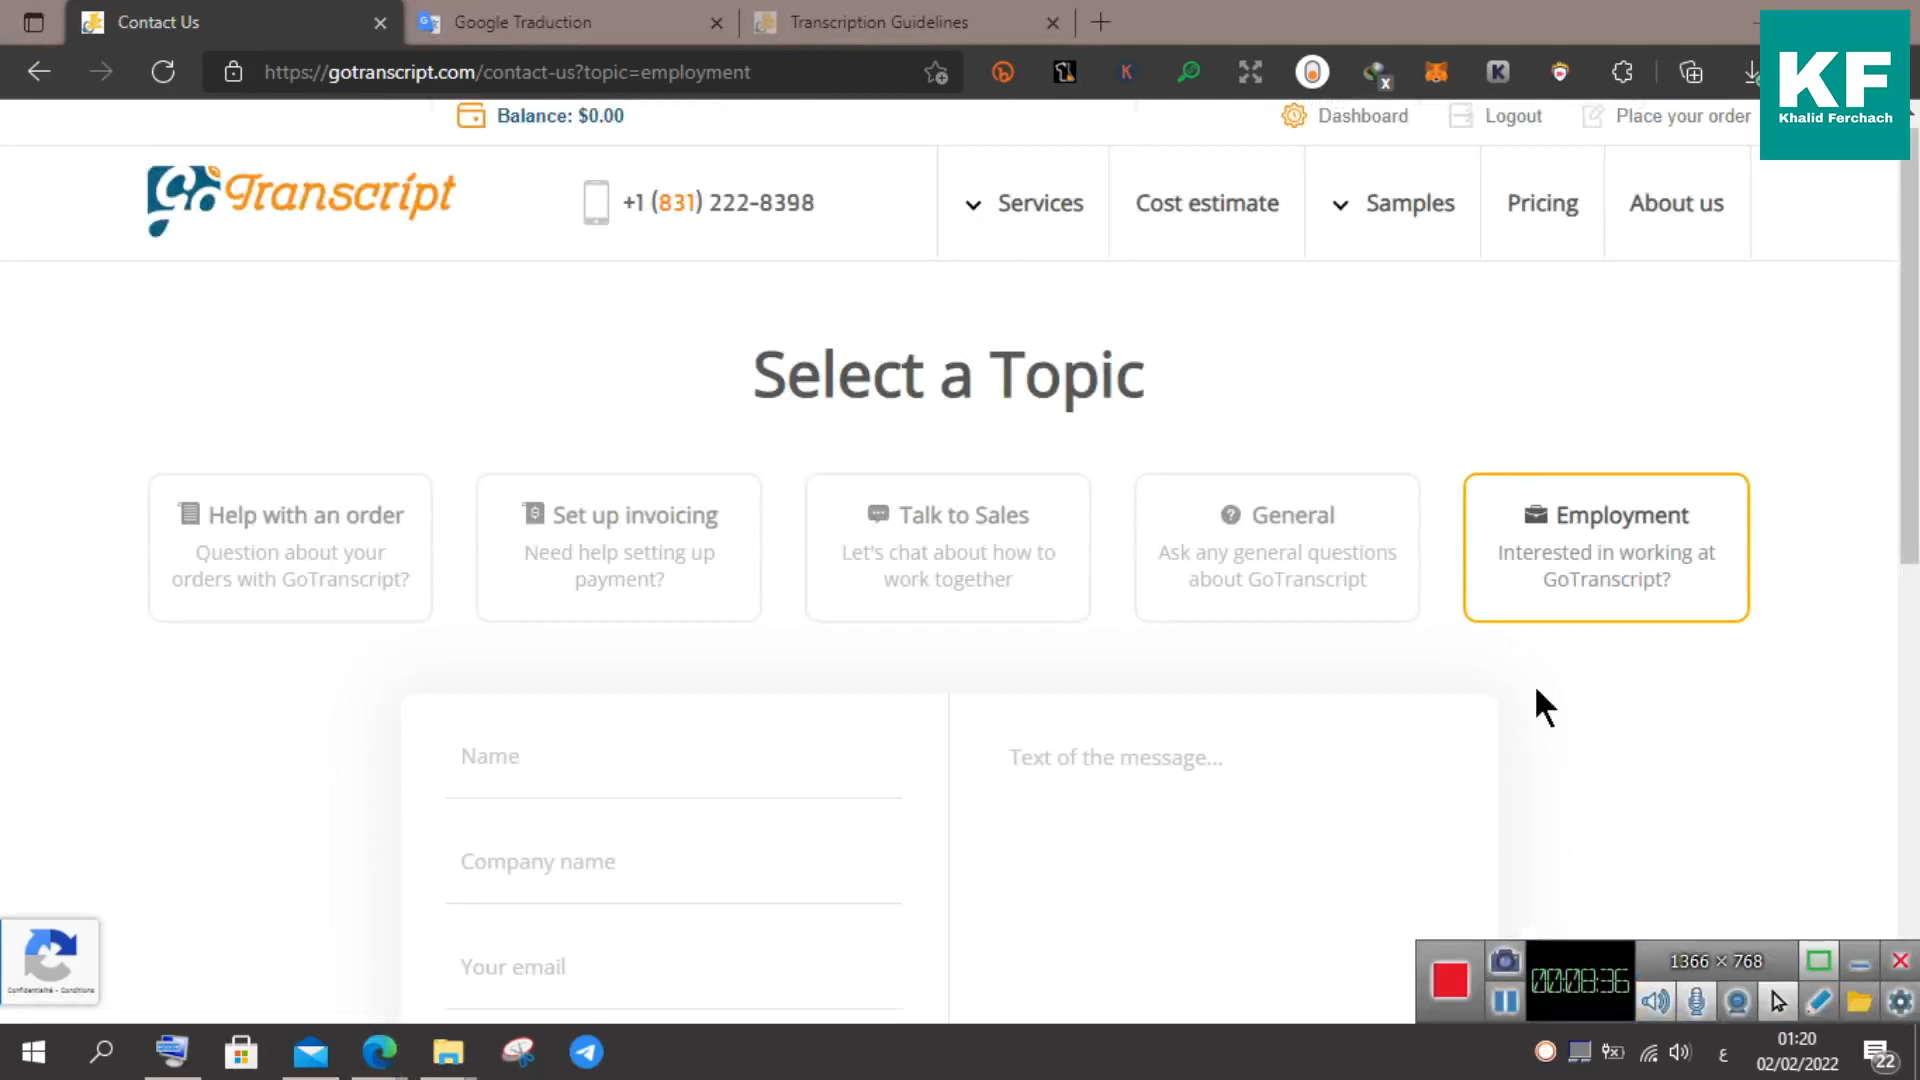 Contact Us
Google Traduction
Transcription Guidelines
https://gotranscript.com/contact-us?topic=employment
KF
Khalid Ferchach
Balance: $0.00
Dashboard
Logout
Place your order
GoTranscript
+1 (831) 222-8398
Services
Cost estimate
Samples
Pricing
About us
Select a Topic
Help with an order
Question about your
orders with GoTranscript?
Set up invoicing
Need help setting up
payment?
Talk to Sales
Let's chat about how to
work together
General
Ask any general questions
about GoTranscript
Employment
Interested in working at
GoTranscript?
Name
Text of the message...
Company name
Your email
Confidentialité - Conditions
1366 × 768
00:08:36
ع
01:20
02/02/2022
22